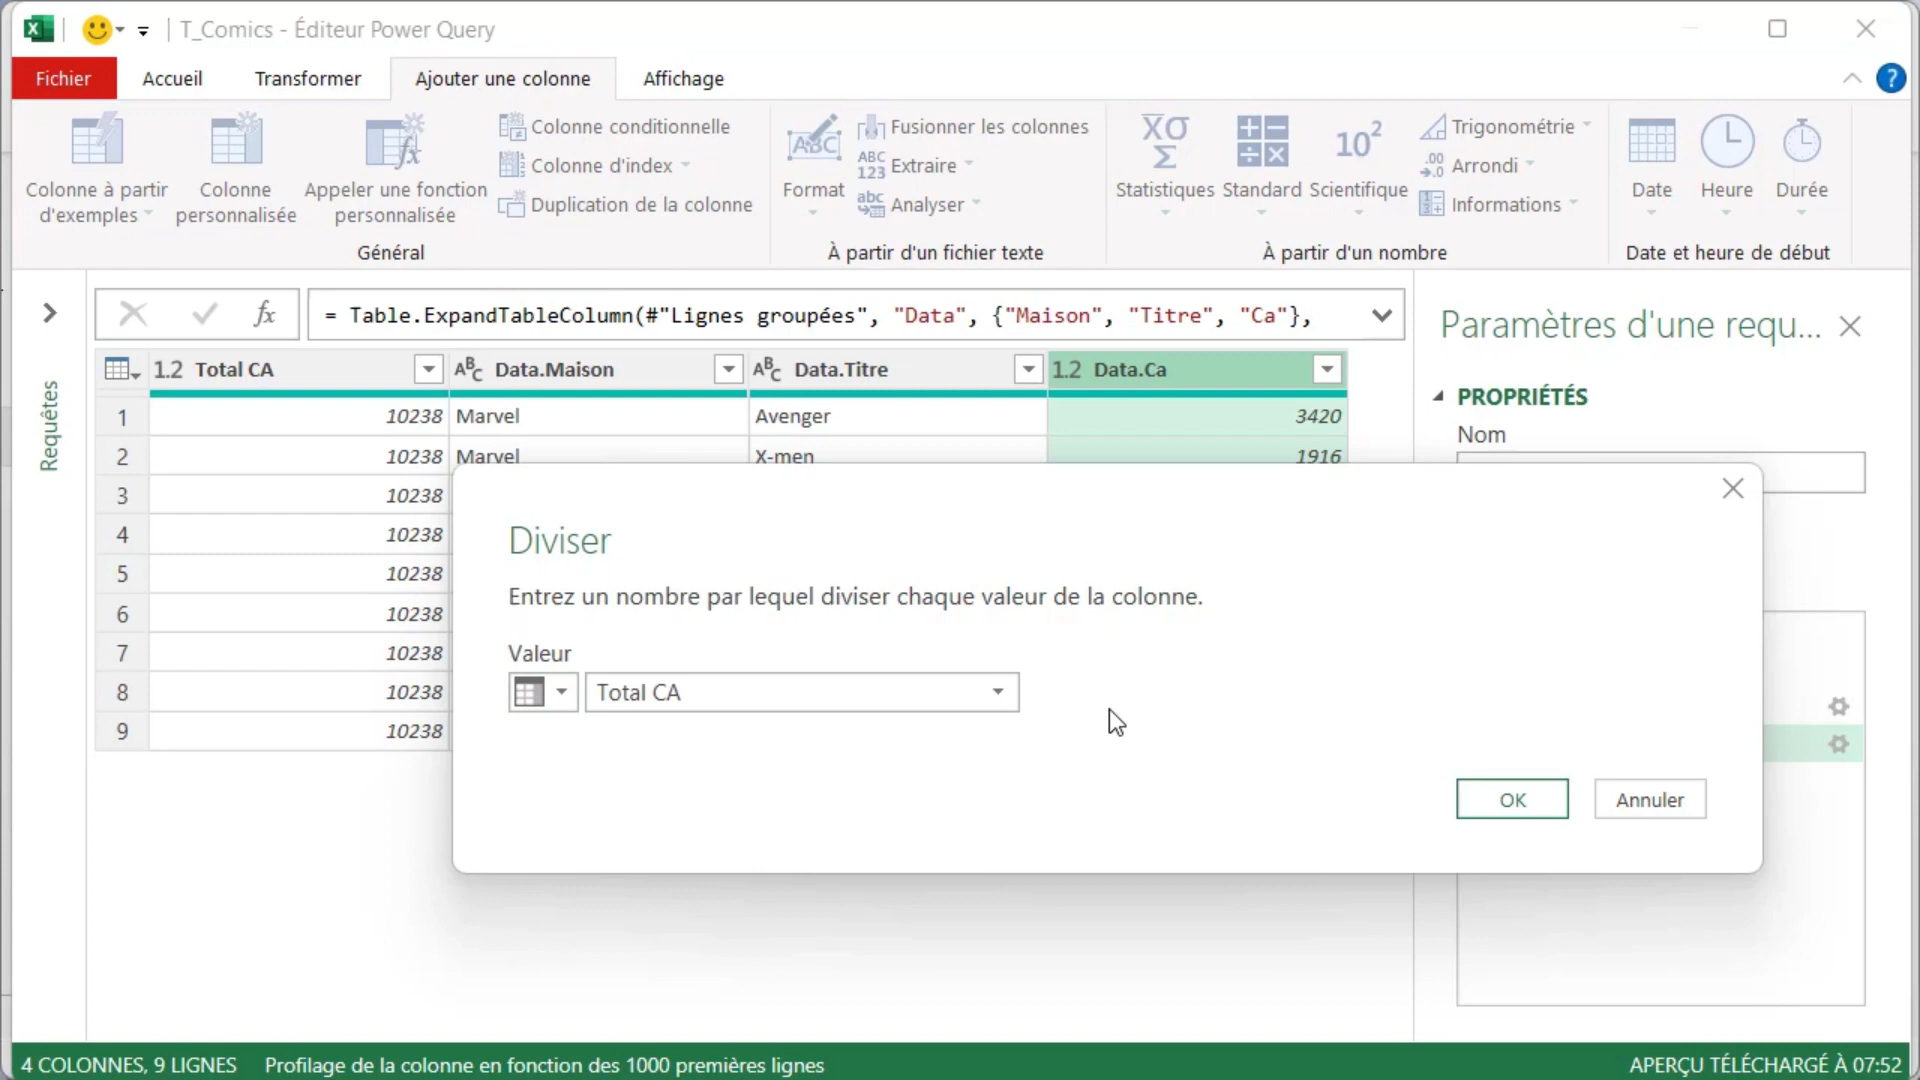 T_Comics - Éditeur Power Query
Fichier
Accueil
Transformer
Ajouter une colonne
Affichage
?
Colonne à partir
d'exemples
Colonne
personnalisée
Appeler une fonction
personnalisée
Colonne conditionnelle
Colonne d'index
Duplication de la colonne
Général
Format
Fusionner les colonnes
Extraire
Analyser
À partir d'un fichier texte
Statistiques
Standard
Scientifique
Trigonométrie
Arrondi
Informations
À partir d'un nombre
Date
Heure
Durée
Date et heure de début
Requêtes
fx
= Table.ExpandTableColumn(#"Lignes groupées", "Data", {"Maison", "Titre", "Ca"},
1.2 Total CA
ABC Data.Maison
ABC Data.Titre
1.2 Data.Ca
1 10238 Marvel Avenger 3420
2 10238 Marvel X-men 1916
3 10238
4 10238
5 10238
6 10238
7 10238
8 10238
9 10238
Paramètres d'une requ...
PROPRIÉTÉS
Nom
Diviser
Entrez un nombre par lequel diviser chaque valeur de la colonne.
Valeur
Total CA
OK
Annuler
4 COLONNES, 9 LIGNES
Profilage de la colonne en fonction des 1000 premières lignes
APERÇU TÉLÉCHARGÉ À 07:52